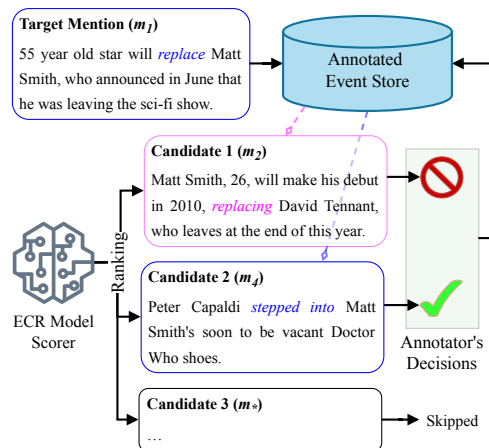 Target Mention (m1)
55 year old star will replace Matt
Smith, who announced in June that
he was leaving the sci-fi show.
Annotated
Event Store
Candidate 1 (m2)
Matt Smith, 26, will make his debut
in 2010, replacing David Tennant,
who leaves at the end of this year.
Ranking
ECR Model
Scorer
Candidate 2 (m4)
Peter Capaldi stepped into Matt
Smith's soon to be vacant Doctor
Who shoes.
Annotator's
Decisions
Candidate 3 (m*)
...
Skipped